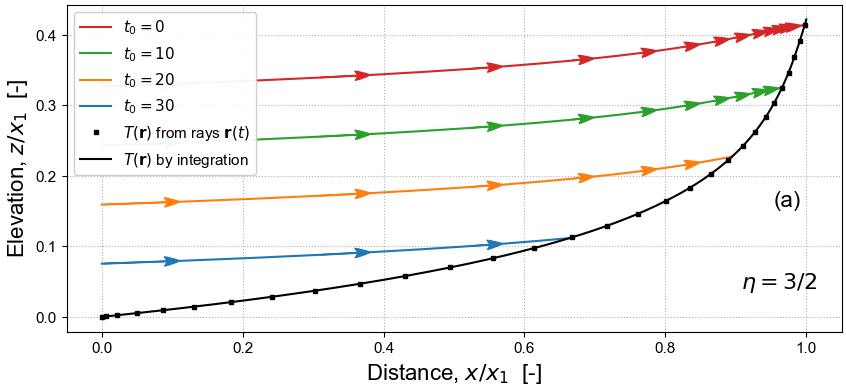 t₀ = 0
t₀ = 10
t₀ = 20
t₀ = 30
T(r) from rays r(t)
T(r) by integration
(a)
η = 3/2
Elevation, z/x₁ [-]
0.4
0.3
0.2
0.1
0.0
0.0 0.2 0.4 0.6 0.8 1.0
Distance, x/x₁ [-]